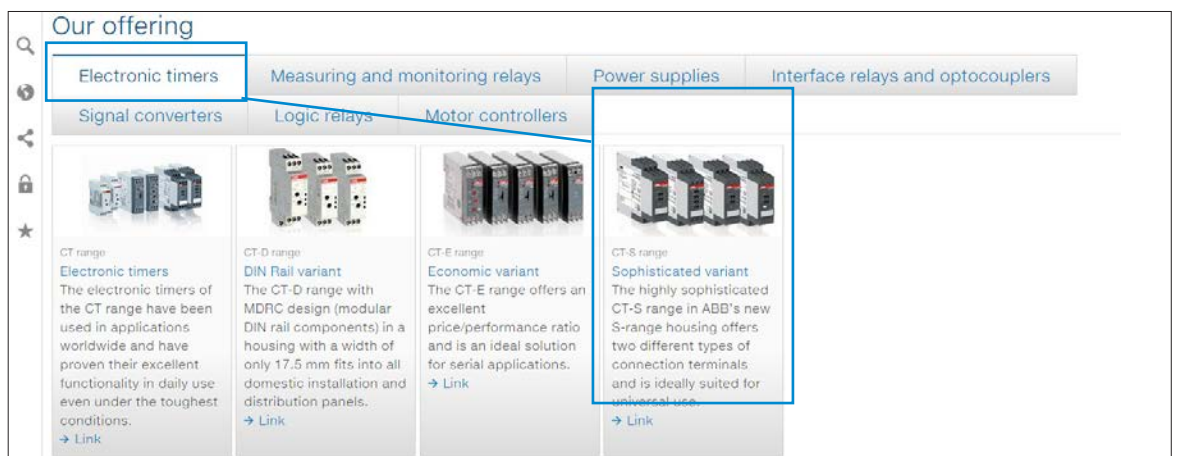 Our offering
Electronic timers
Measuring and monitoring relays
Power supplies
Interface relays and optocouplers
Signal converters
Logic relays
Motor controllers
CT range
Electronic timers
The electronic timers of
the CT range have been
used in applications
worldwide and have
proven their excellent
functionality in daily use
even under the toughest
conditions.
→ Link
CT-D range
DIN Rail variant
The CT-D range with
MDRC design (modular
DIN rail components) in a
housing with a width of
only 17.5 mm fits into all
domestic installation and
distribution panels.
→ Link
CT-E range
Economic variant
The CT-E range offers an
excellent
price/performance ratio
and is an ideal solution
for serial applications.
→ Link
CT-S range
Sophisticated variant
The highly sophisticated
CT-S range in ABB's new
S-range housing offers
two different types of
connection terminals
and is ideally suited for
universal use.
→ Link